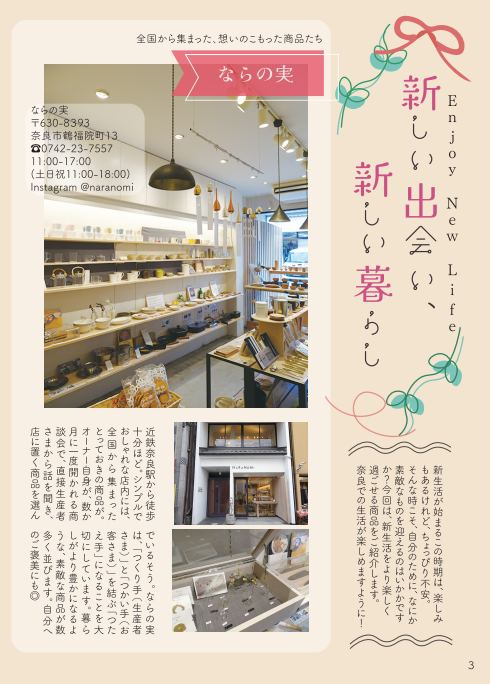 新しい出会い、
新しい暮らし
Enjoy New Life
新生活が始まるこの時期は、楽しみ
もあるけれど、ちょっぴり不安。
そんな時こそ、自分のために、なにか
素敵なものを迎えるのはいかがです
か？今回は、新生活をより楽しく
過ごせる商品をご紹介します。
奈良での生活が楽しめますように！
全国から集まった、想いのこもった商品たち
ならの実
ならの実
〒630-8393
奈良市鶴福院町13
☎0742-23-7557
11:00-17:00
(土日祝11:00-18:00)
Instagram @naranomi
近鉄奈良駅から徒歩
十分ほど。シンプルで
おしゃれな店内には、
全国から集まった
とっておきの商品が。
オーナー自身が、数か
月に一度開かれる商
談会で、直接生産者
さまから話を聞き、
店に置く商品を選ん
でいるそう。ならの実
は、「つくり手（生産者
さま）」と「つかい手（お
客さま）」を結ぶ「つた
え手」になることを大
切にしています。暮ら
しがより豊かになるよ
うな、素敵な商品が数
多く並びます。自分へ
のご褒美にも◎
3